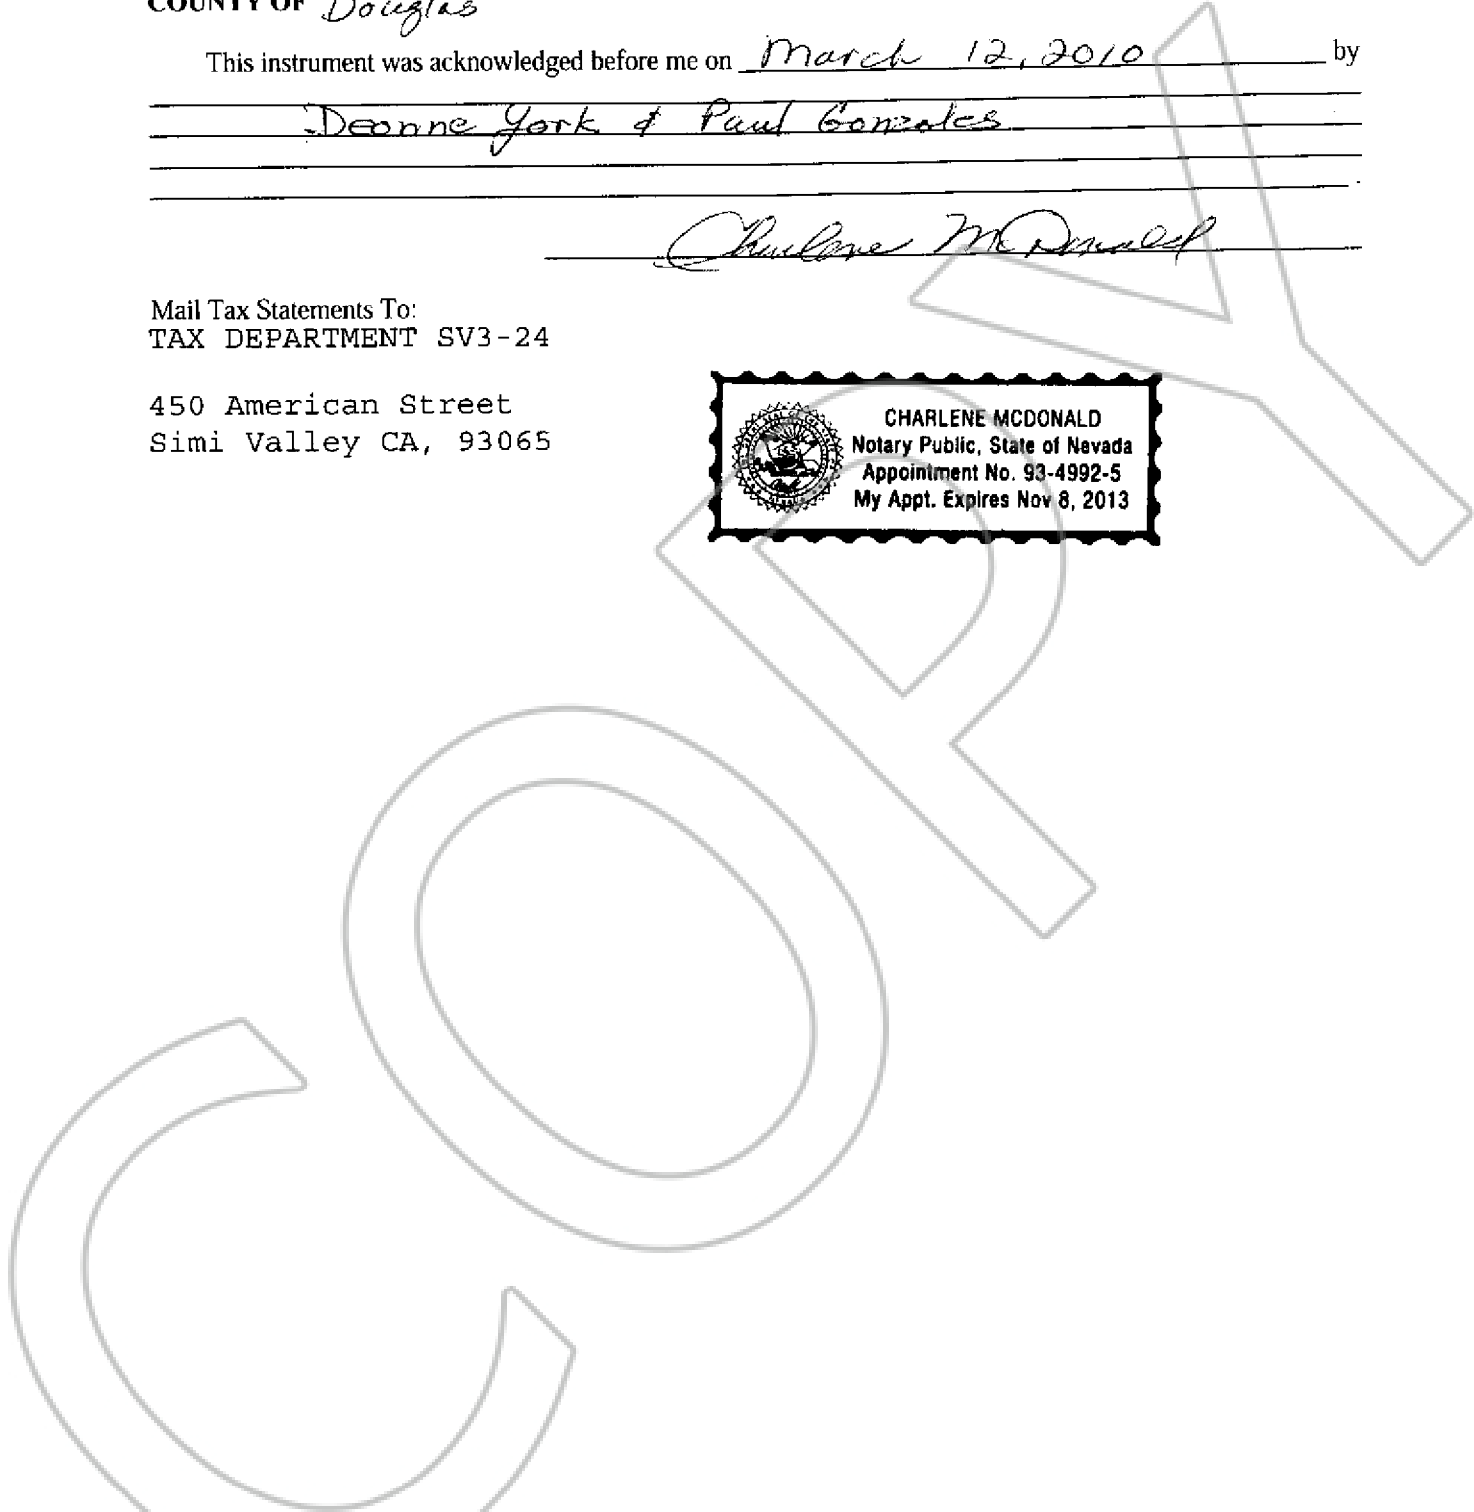 COUNTY OF Douglas
This instrument was acknowledged before me on March 12, 2010 by
Deonne York & Paul Gonzales
Charlene McDonald
Mail Tax Statements To:
TAX DEPARTMENT SV3-24
450 American Street
Simi Valley CA, 93065
CHARLENE MCDONALD
Notary Public, State of Nevada
Appointment No. 93-4992-5
My Appt. Expires Nov 8, 2013
COPY